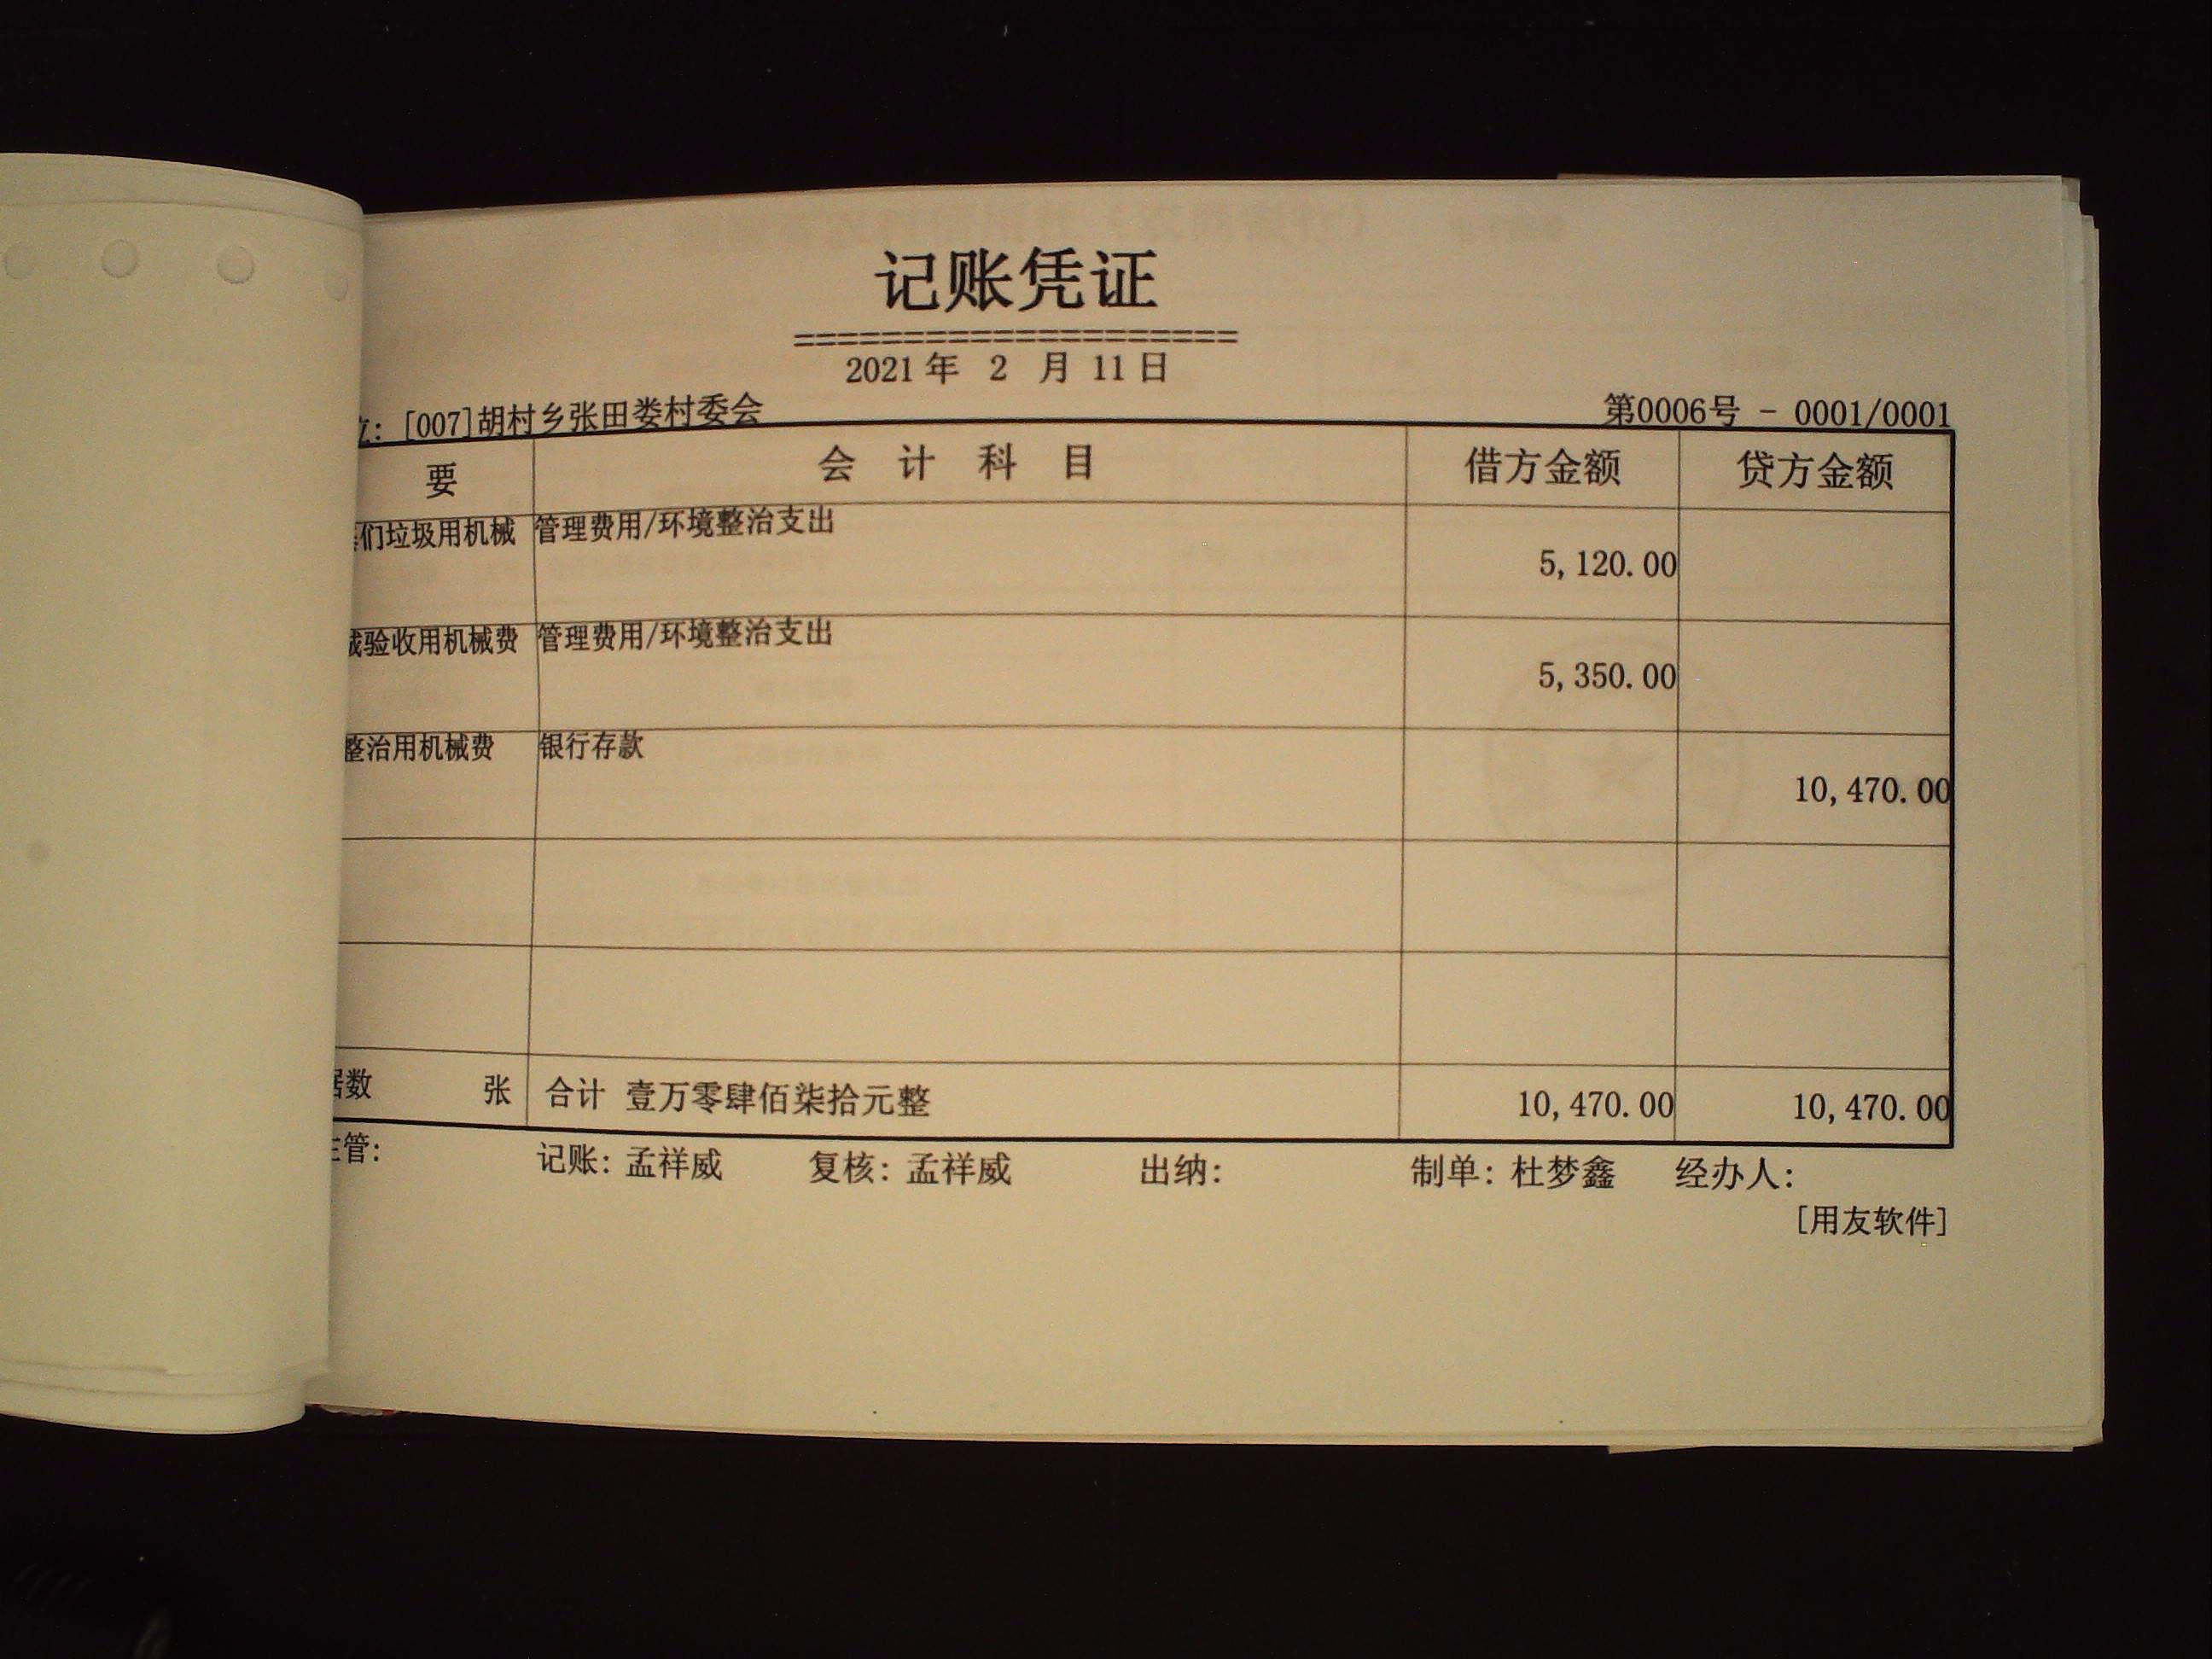 记账凭证
====================
2021 年 2 月 11 日
位: [007]胡村乡张田娄村委会 第0006号 - 0001/0001
要 会 计 科 目 借方金额 贷方金额
们垃圾用机械 管理费用/环境整治支出
5,120.00
验收用机械费 管理费用/环境整治支出
5,350.00
整治用机械费 银行存款
10,470.00
据数 张 合计 壹万零肆佰柒拾元整 10,470.00 10,470.00
主管: 记账: 孟祥威 复核: 孟祥威 出纳: 制单: 杜梦鑫 经办人:
[用友软件]